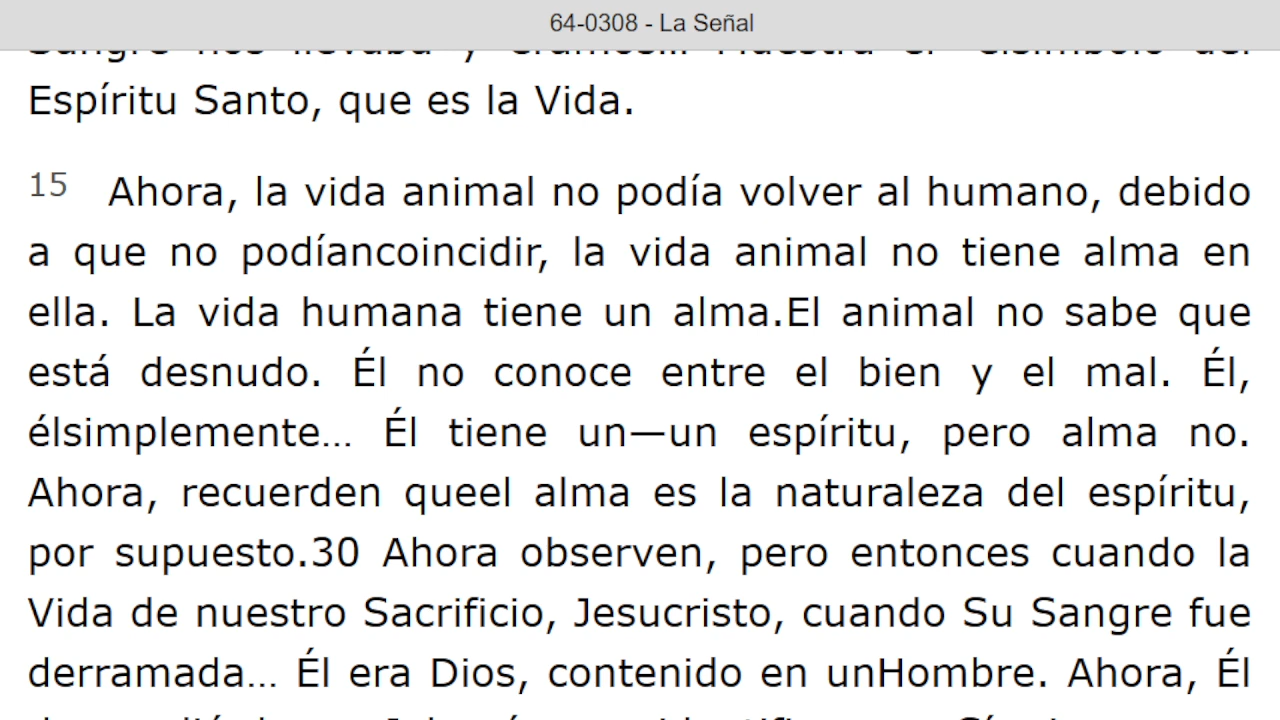 64-0308 - La Señal
Espíritu Santo, que es la Vida.
15 Ahora, la vida animal no podía volver al humano, debido
a que no podíancoincidir, la vida animal no tiene alma en
ella. La vida humana tiene un alma.El animal no sabe que
está desnudo. Él no conoce entre el bien y el mal. Él,
élsimplemente... Él tiene un—un espíritu, pero alma no.
Ahora, recuerden queel alma es la naturaleza del espíritu,
por supuesto.30 Ahora observen, pero entonces cuando la
Vida de nuestro Sacrificio, Jesucristo, cuando Su Sangre fue
derramada... Él era Dios, contenido en unHombre. Ahora, Él